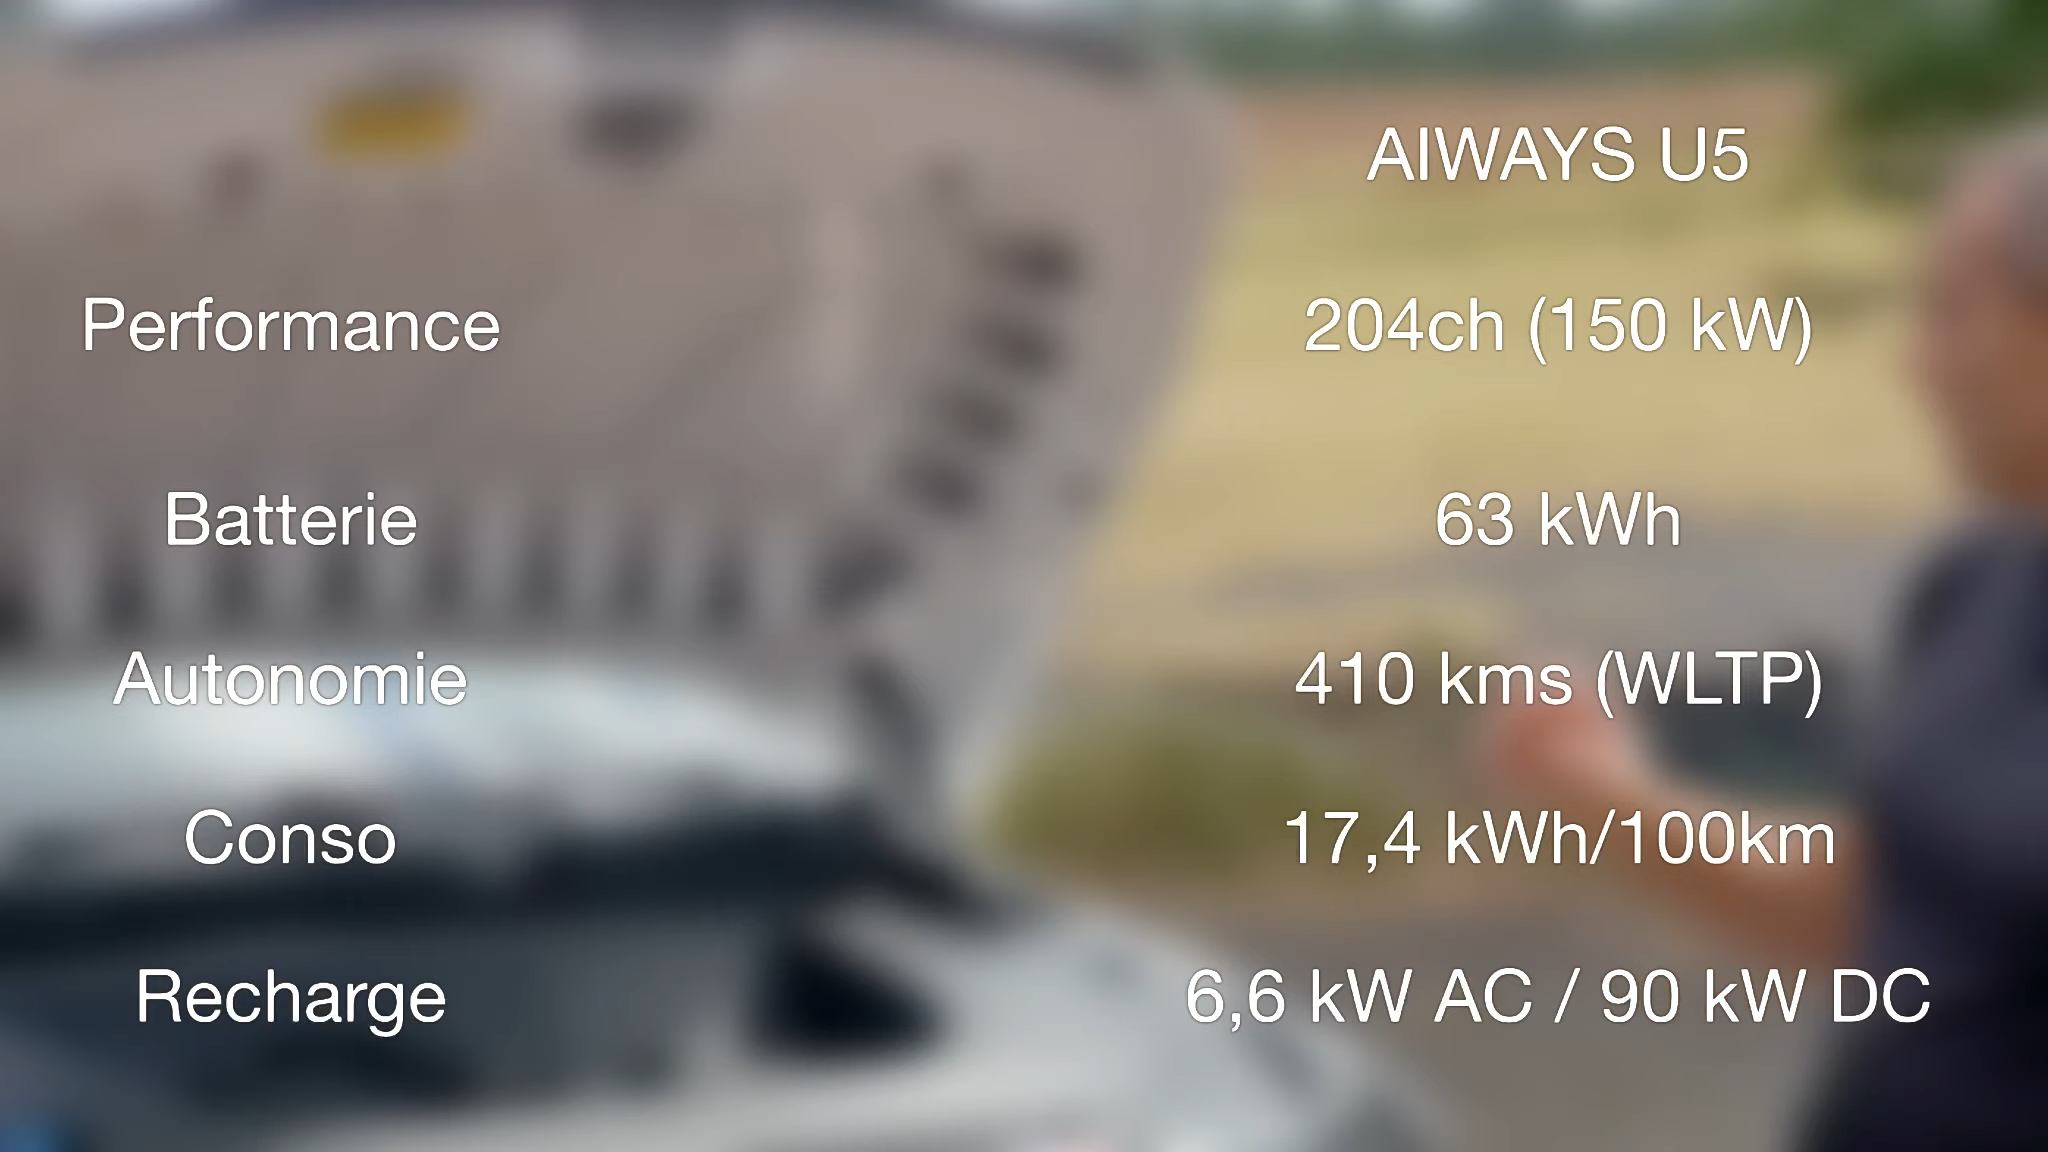 AIWAYS U5
Performance 204ch (150 kW)
Batterie 63 kWh
Autonomie 410 kms (WLTP)
Conso 17,4 kWh/100km
Recharge 6,6 kW AC / 90 kW DC